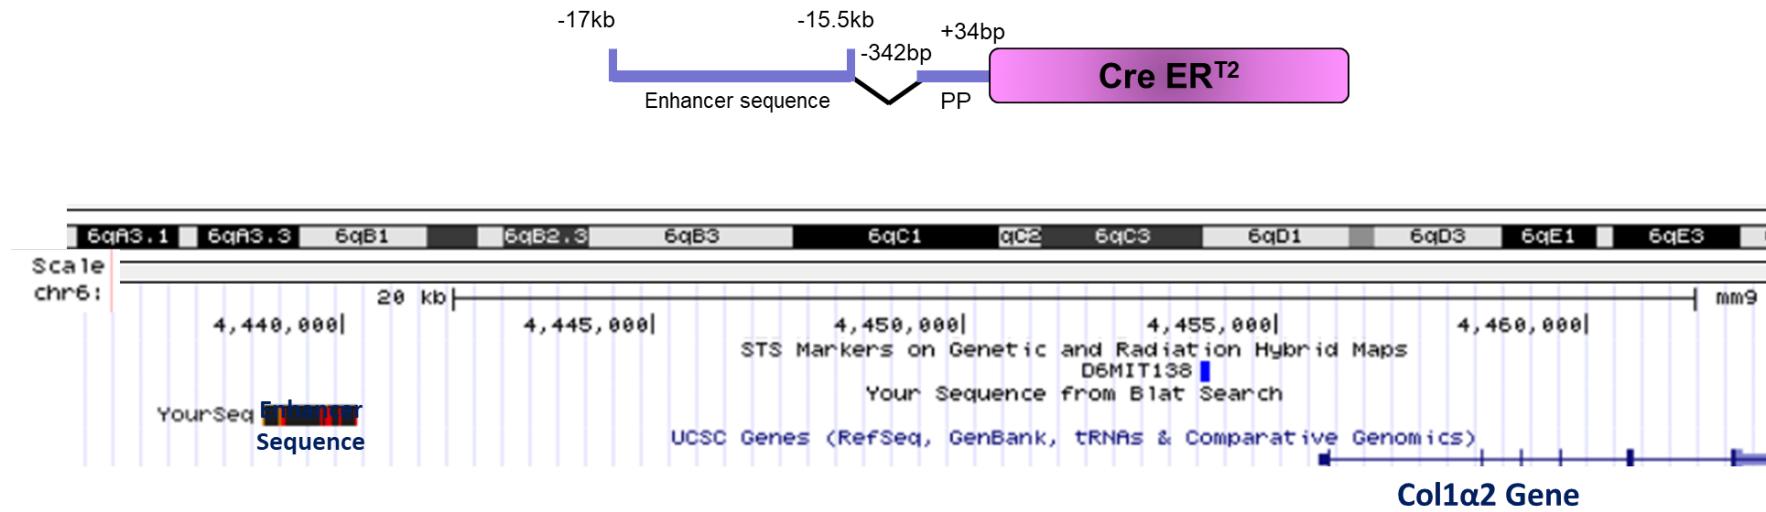 -17kb
-15.5kb
-342bp
+34bp
Cre ERT2
Enhancer sequence
PP
6qA3.1 6qA3.3 6qB1 6qB2.3 6qB3 6qC1 qC2 6qC3 6qD1 6qD3 6qE1 6qE3
Scale
chr6:
20 kb mm9
4,440,000| 4,445,000| 4,450,000| 4,455,000| 4,460,000|
STS Markers on Genetic and Radiation Hybrid Maps
D6MIT138
Your Sequence from Blat Search
YourSeq
Enhancer
Sequence
UCSC Genes (RefSeq, GenBank, tRNAs & Comparative Genomics)
Col1α2 Gene